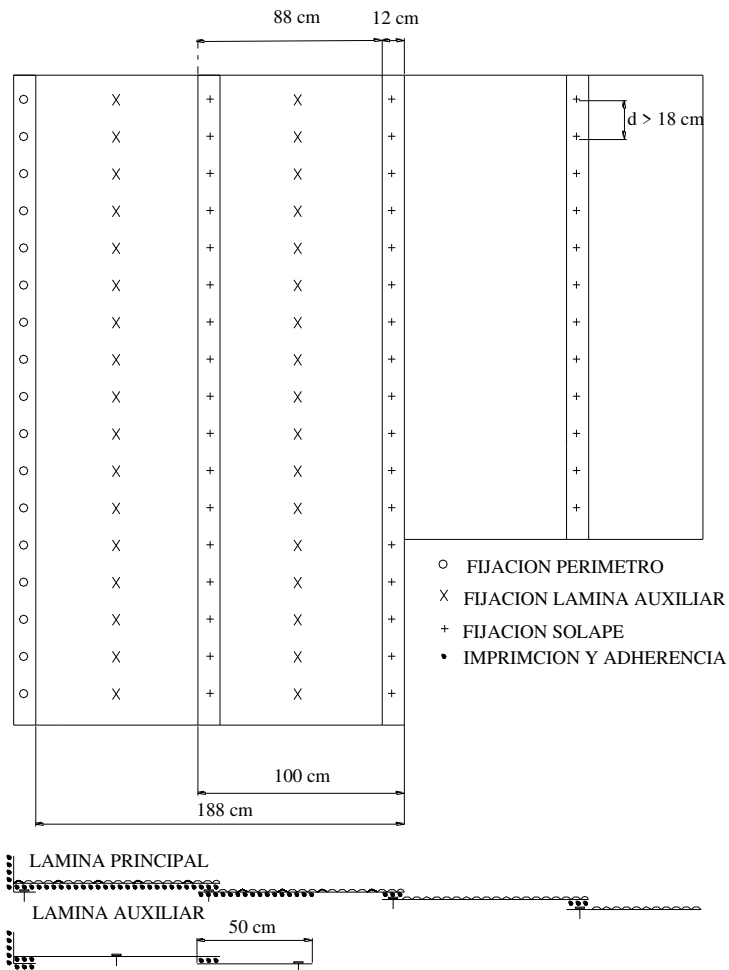 88 cm
12 cm
d > 18 cm
FIJACION PERIMETRO
FIJACION LAMINA AUXILIAR
FIJACION SOLAPE
IMPRIMCION Y ADHERENCIA
100 cm
188 cm
LAMINA PRINCIPAL
LAMINA AUXILIAR
50 cm